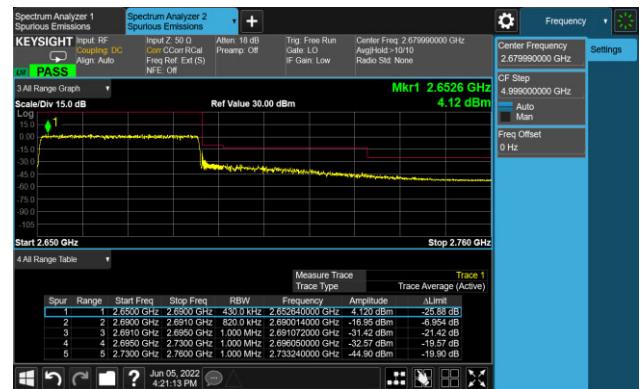 Spectrum Analyzer 1
Spurious Emissions
Spectrum Analyzer 2
Spurious Emissions
Frequency
KEYSIGHT
Input: RF
Coupling: DC
Align: Auto
Input Z: 50 Ω
Corr CCorr RCal
Freq Ref: Ext (S)
NFE: Off
Atten: 18 dB
Preamp: Off
Trig: Free Run
Gate: LO
IF Gain: Low
Center Freq: 2.679990000 GHz
Avg|Hold:>10/10
Radio Std: None
PASS
Center Frequency
2.679990000 GHz
Settings
CF Step
4.999000000 GHz
Auto
Man
Freq Offset
0 Hz
3 All Range Graph
Mkr1 2.6526 GHz
Scale/Div 15.0 dB
Ref Value 30.00 dBm
4.12 dBm
Log
1
15.0
0.00
-15.0
-30.0
-45.0
-60.0
-75.0
-90.0
-105
Start 2.650 GHz
Stop 2.760 GHz
4 All Range Table
Measure Trace Trace 1
Trace Type Trace Average (Active)
Spur Range Start Freq Stop Freq RBW Frequency Amplitude ΔLimit
1 1 2.6500 GHz 2.6900 GHz 430.0 kHz 2.652640000 GHz 4.120 dBm -25.88 dB
2 2 2.6900 GHz 2.6910 GHz 820.0 kHz 2.690014000 GHz -16.95 dBm -6.954 dB
3 3 2.6910 GHz 2.6950 GHz 1.000 MHz 2.691072000 GHz -31.42 dBm -21.42 dB
4 4 2.6950 GHz 2.7300 GHz 1.000 MHz 2.696050000 GHz -32.57 dBm -19.57 dB
5 5 2.7300 GHz 2.7600 GHz 1.000 MHz 2.733240000 GHz -44.90 dBm -19.90 dB
?
Jun 05, 2022
4:21:13 PM